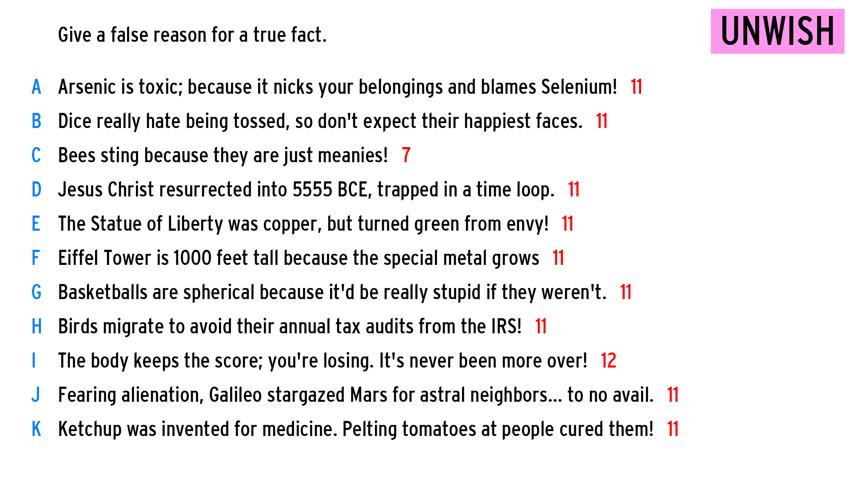 Give a false reason for a true fact.
UNWISH
A Arsenic is toxic; because it nicks your belongings and blames Selenium! 11
B Dice really hate being tossed, so don't expect their happiest faces. 11
C Bees sting because they are just meanies! 7
D Jesus Christ resurrected into 5555 BCE, trapped in a time loop. 11
E The Statue of Liberty was copper, but turned green from envy! 11
F Eiffel Tower is 1000 feet tall because the special metal grows 11
G Basketballs are spherical because it'd be really stupid if they weren't. 11
H Birds migrate to avoid their annual tax audits from the IRS! 11
I The body keeps the score; you're losing. It's never been more over! 12
J Fearing alienation, Galileo stargazed Mars for astral neighbors... to no avail. 11
K Ketchup was invented for medicine. Pelting tomatoes at people cured them! 11